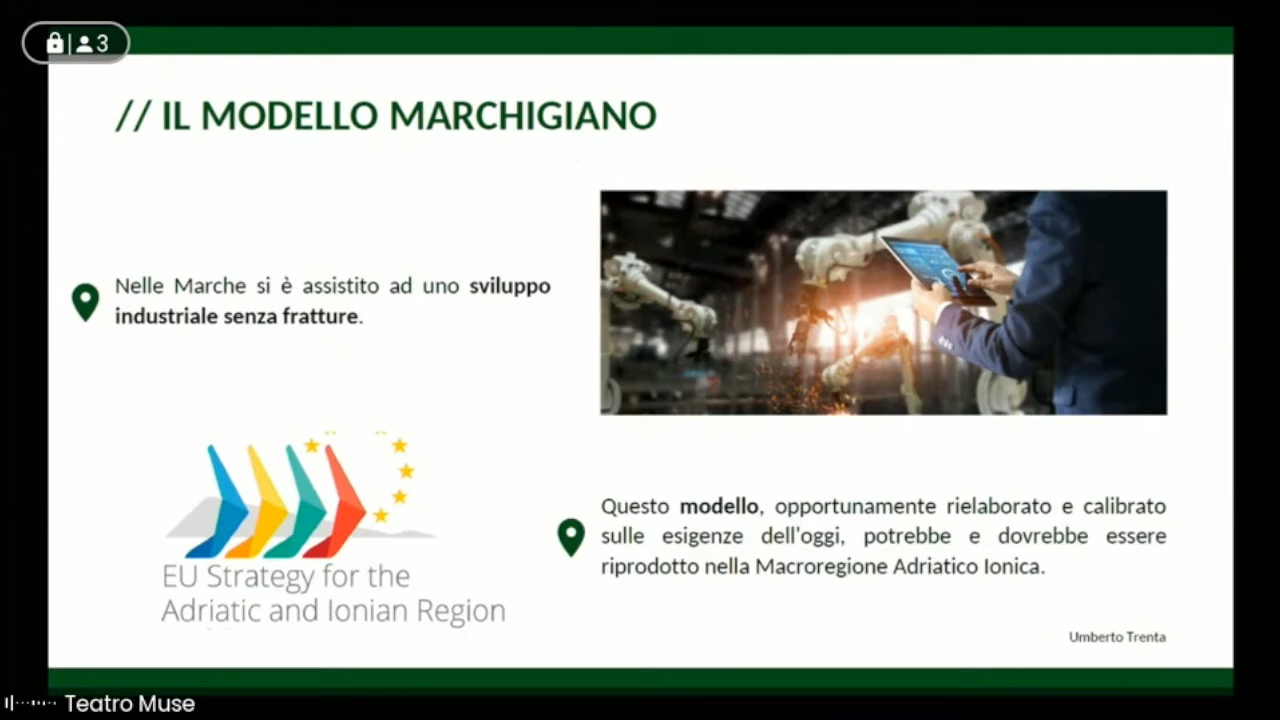 3
// IL MODELLO MARCHIGIANO
Nelle Marche si è assistito ad uno sviluppo
industriale senza fratture.
EU Strategy for the
Adriatic and Ionian Region
Questo modello, opportunamente rielaborato e calibrato
sulle esigenze dell'oggi, potrebbe e dovrebbe essere
riprodotto nella Macroregione Adriatico Ionica.
Umberto Trenta
Teatro Muse